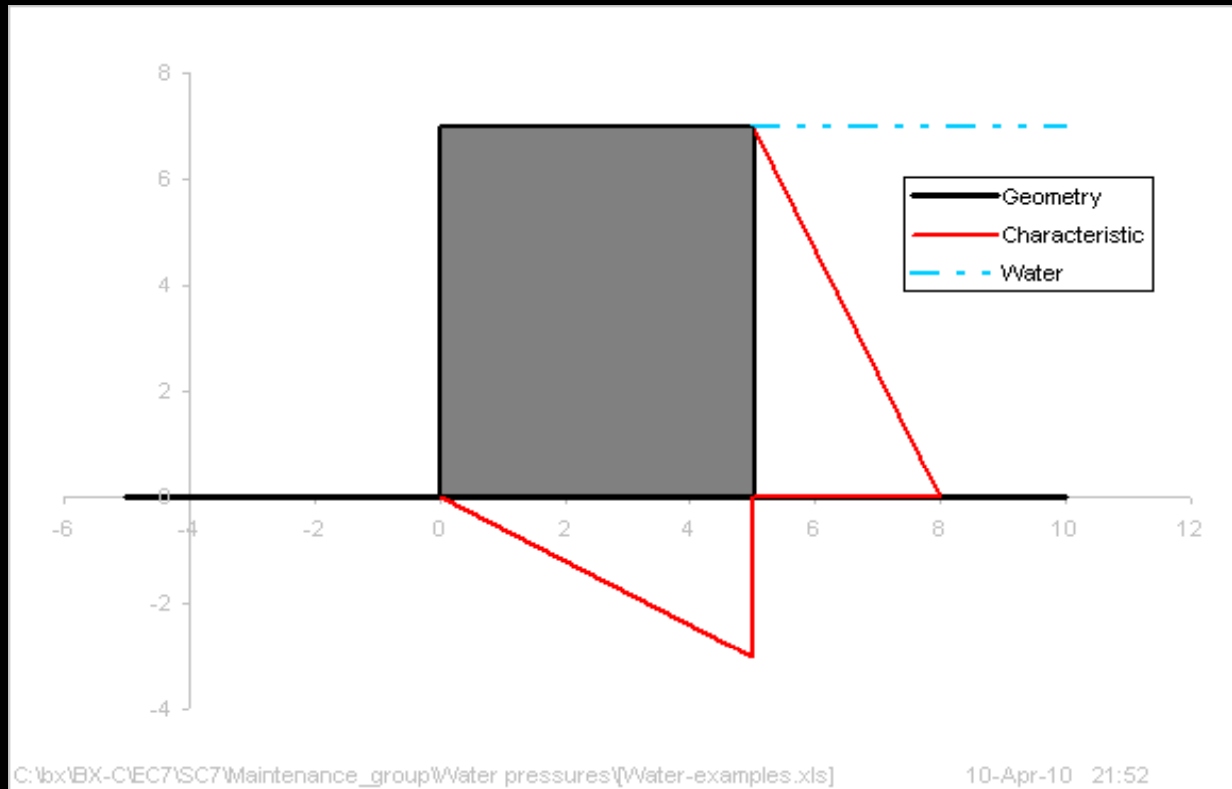 8
6
4
2
0
-2
-4
-6 -4 -2 0 2 4 6 8 10 12
Geometry
Characteristic
Water
C:\bx\BX-C\EC7\SC7\Maintenance_group\Water pressures\[Water-examples.xls] 10-Apr-10 21:52